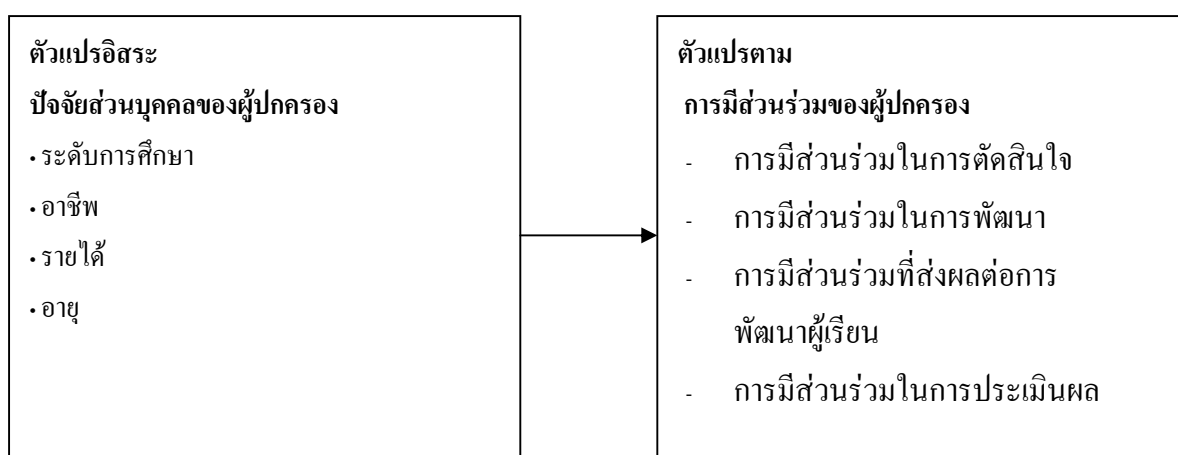 ตัวแปรอิสระ
ปัจจัยส่วนบุคคลของผู้ปกครอง
• ระดับการศึกษา
• อาชีพ
• รายได้
• อายุ
ตัวแปรตาม
การมีส่วนร่วมของผู้ปกครอง
- การมีส่วนร่วมในการตัดสินใจ
- การมีส่วนร่วมในการพัฒนา
- การมีส่วนร่วมที่ส่งผลต่อการ
พัฒนาผู้เรียน
- การมีส่วนร่วมในการประเมินผล